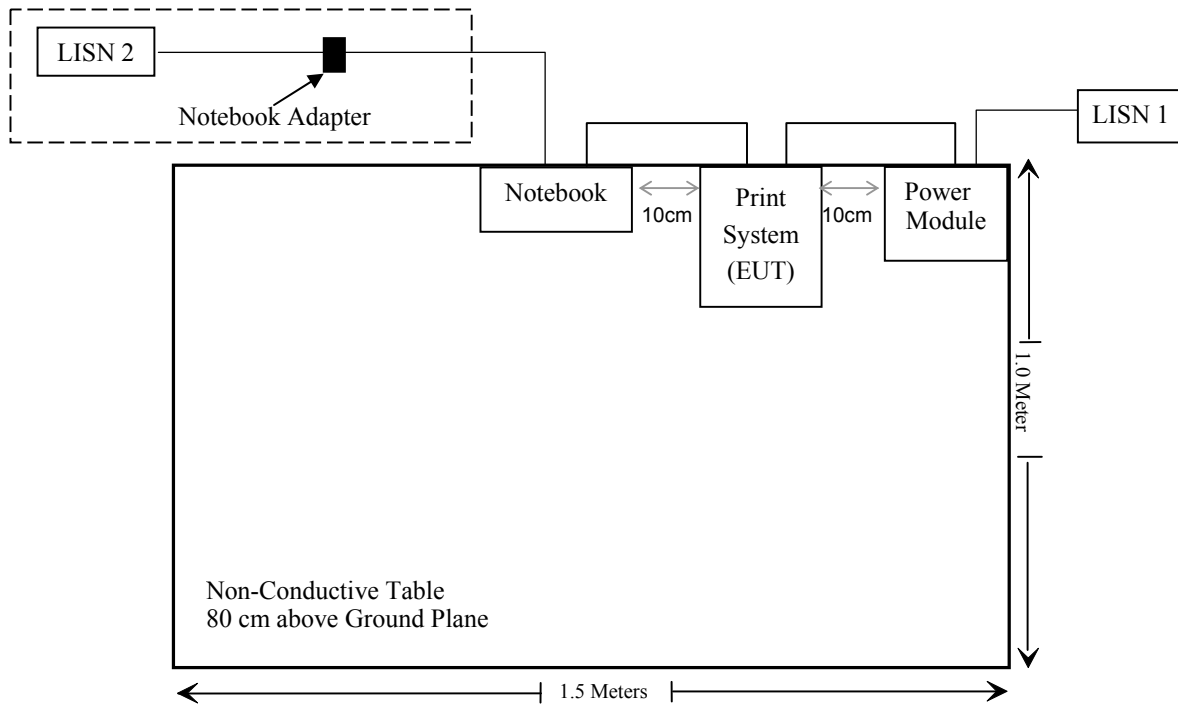 LISN 2
Notebook Adapter
LISN 1
Notebook
10cm
Print
System
(EUT)
10cm
Power
Module
1.0 Meter
Non-Conductive Table
80 cm above Ground Plane
1.5 Meters